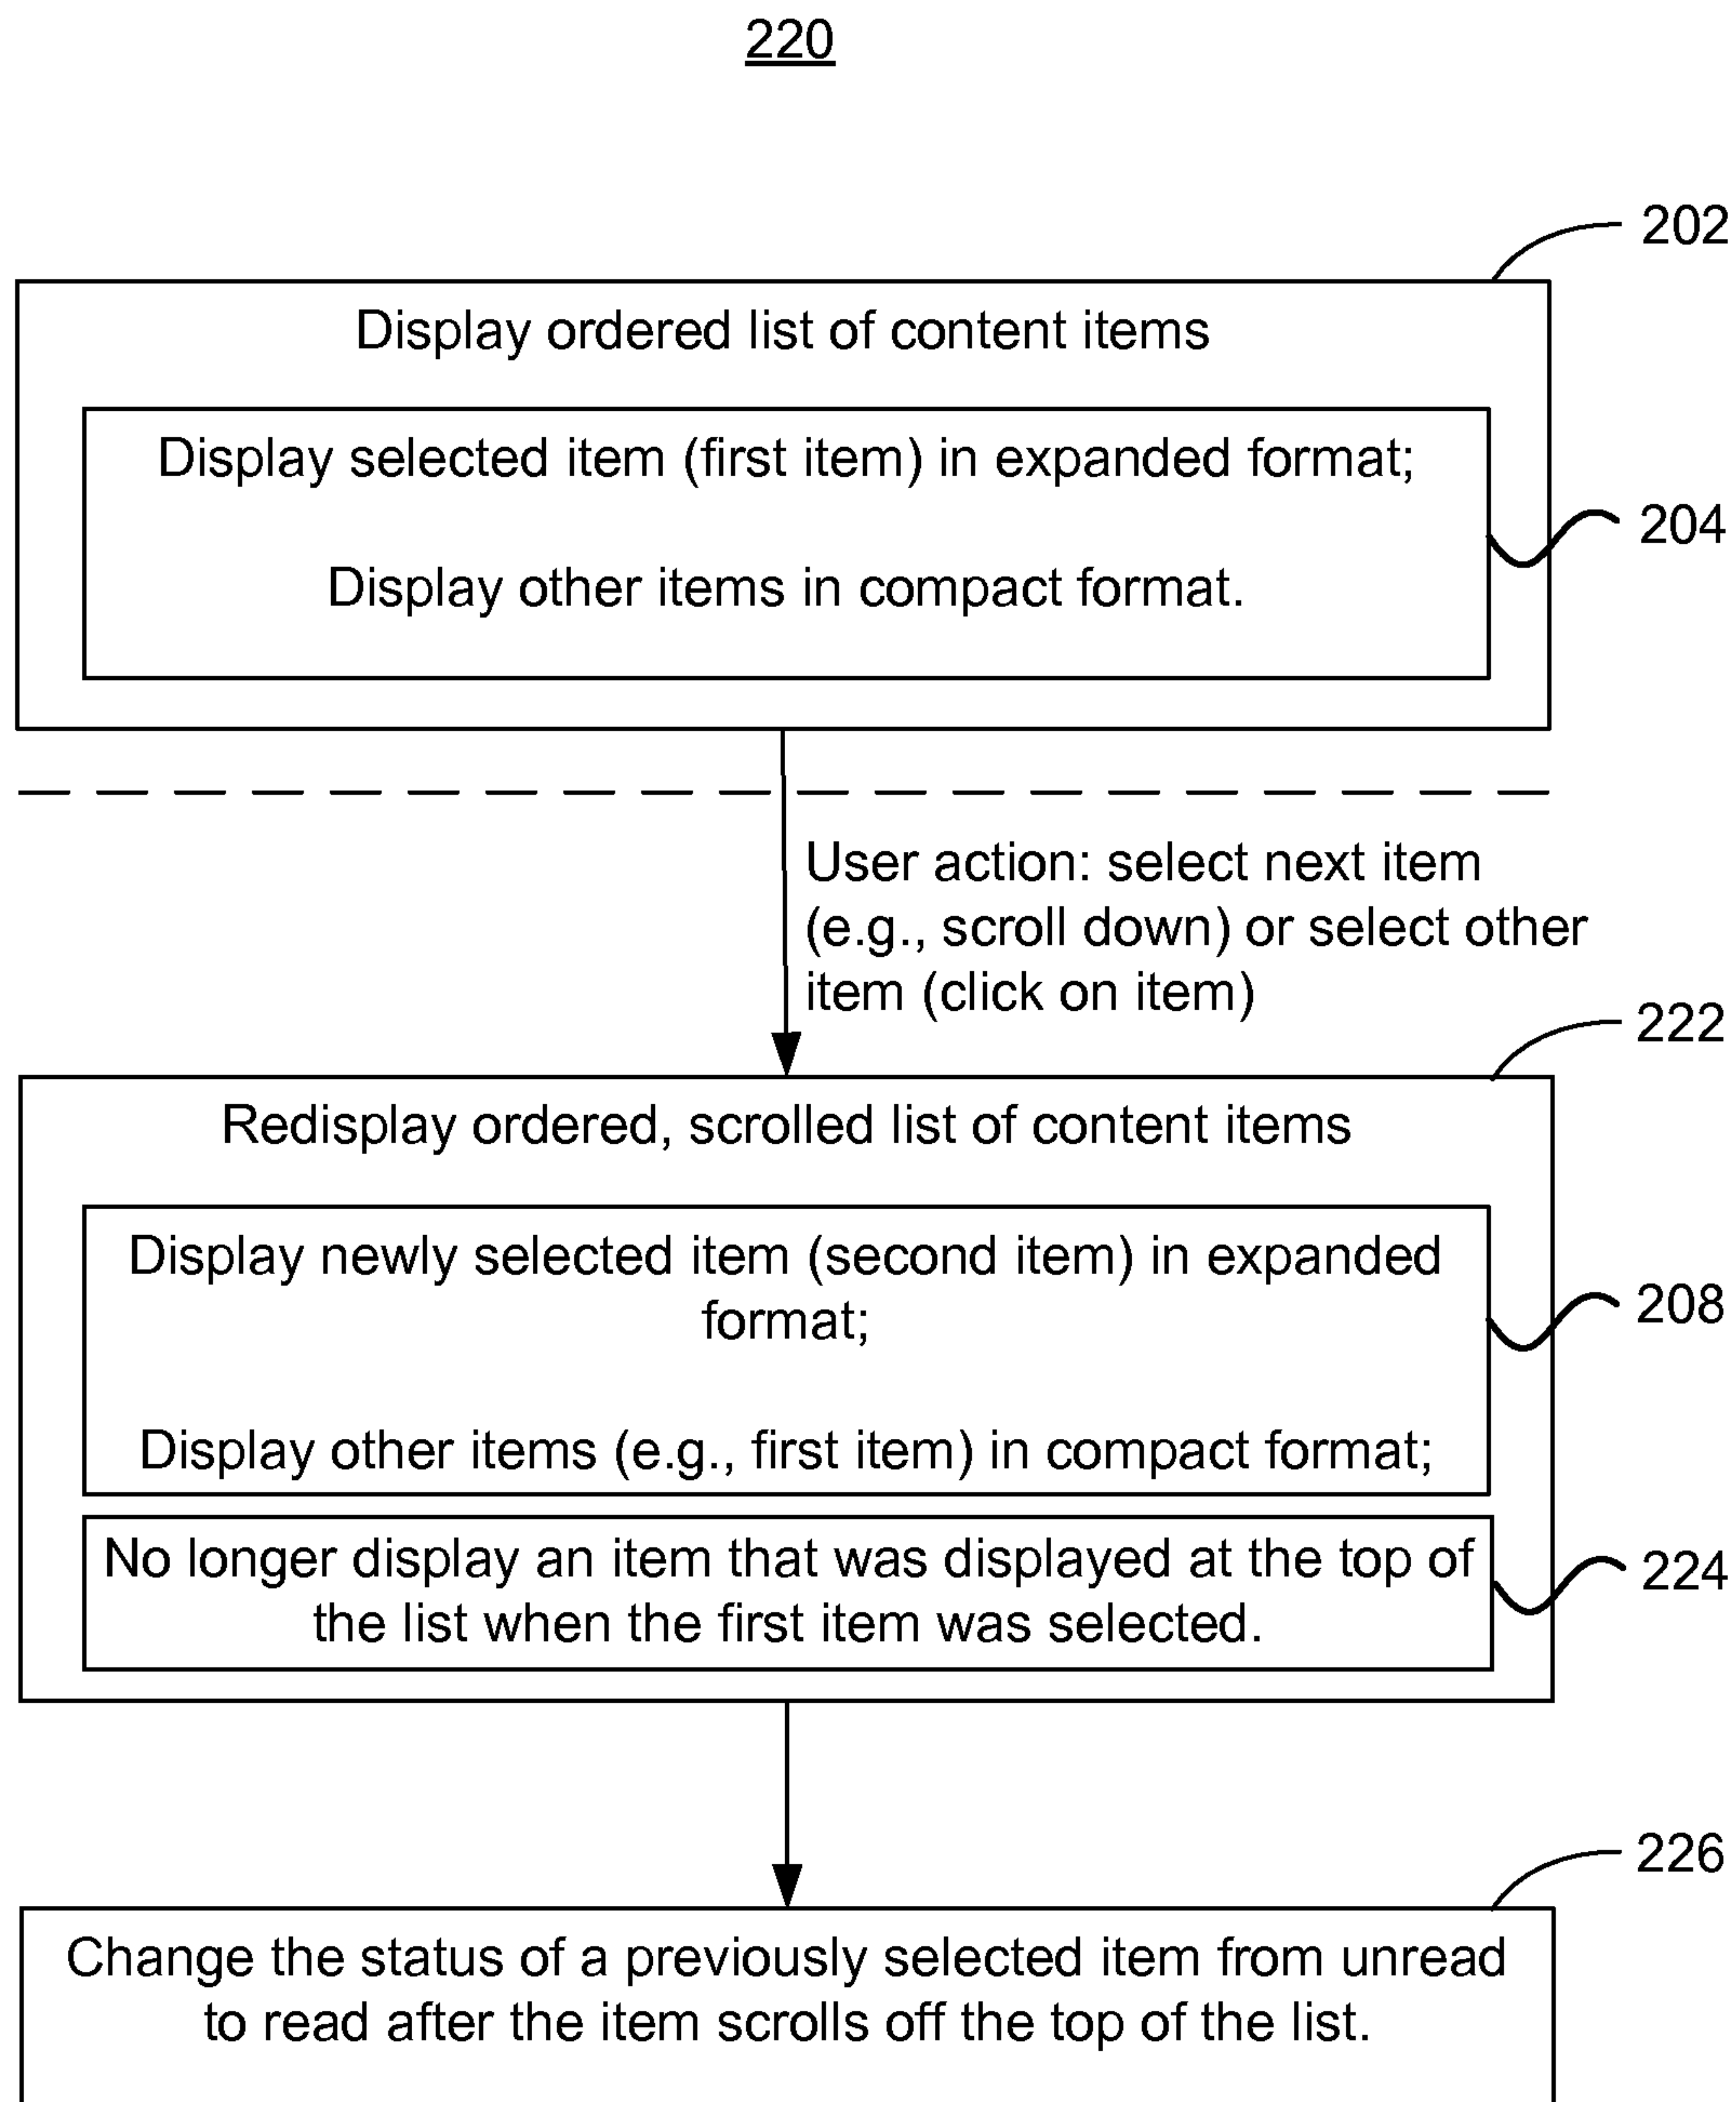 220
202
Display ordered list of content items
Display selected item (first item) in expanded format;
204
Display other items in compact format.
User action: select next item
(e.g., scroll down) or select other
item (click on item)
222
Redisplay ordered, scrolled list of content items
Display newly selected item (second item) in expanded
format;
208
Display other items (e.g., first item) in compact format;
No longer display an item that was displayed at the top of
the list when the first item was selected.
224
226
Change the status of a previously selected item from unread
to read after the item scrolls off the top of the list.